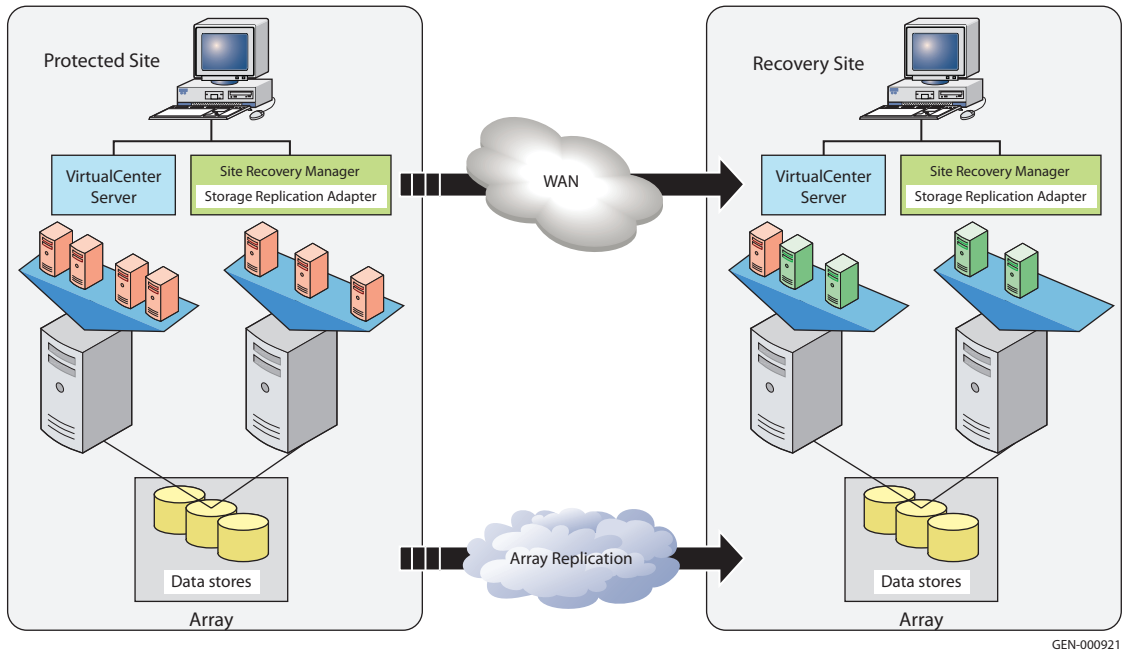 Protected Site
VirtualCenter
Server
Site Recovery Manager
Storage Replication Adapter
Data stores
Array
WAN
Array Replication
Recovery Site
VirtualCenter
Server
Site Recovery Manager
Storage Replication Adapter
Data stores
Array
GEN-000921